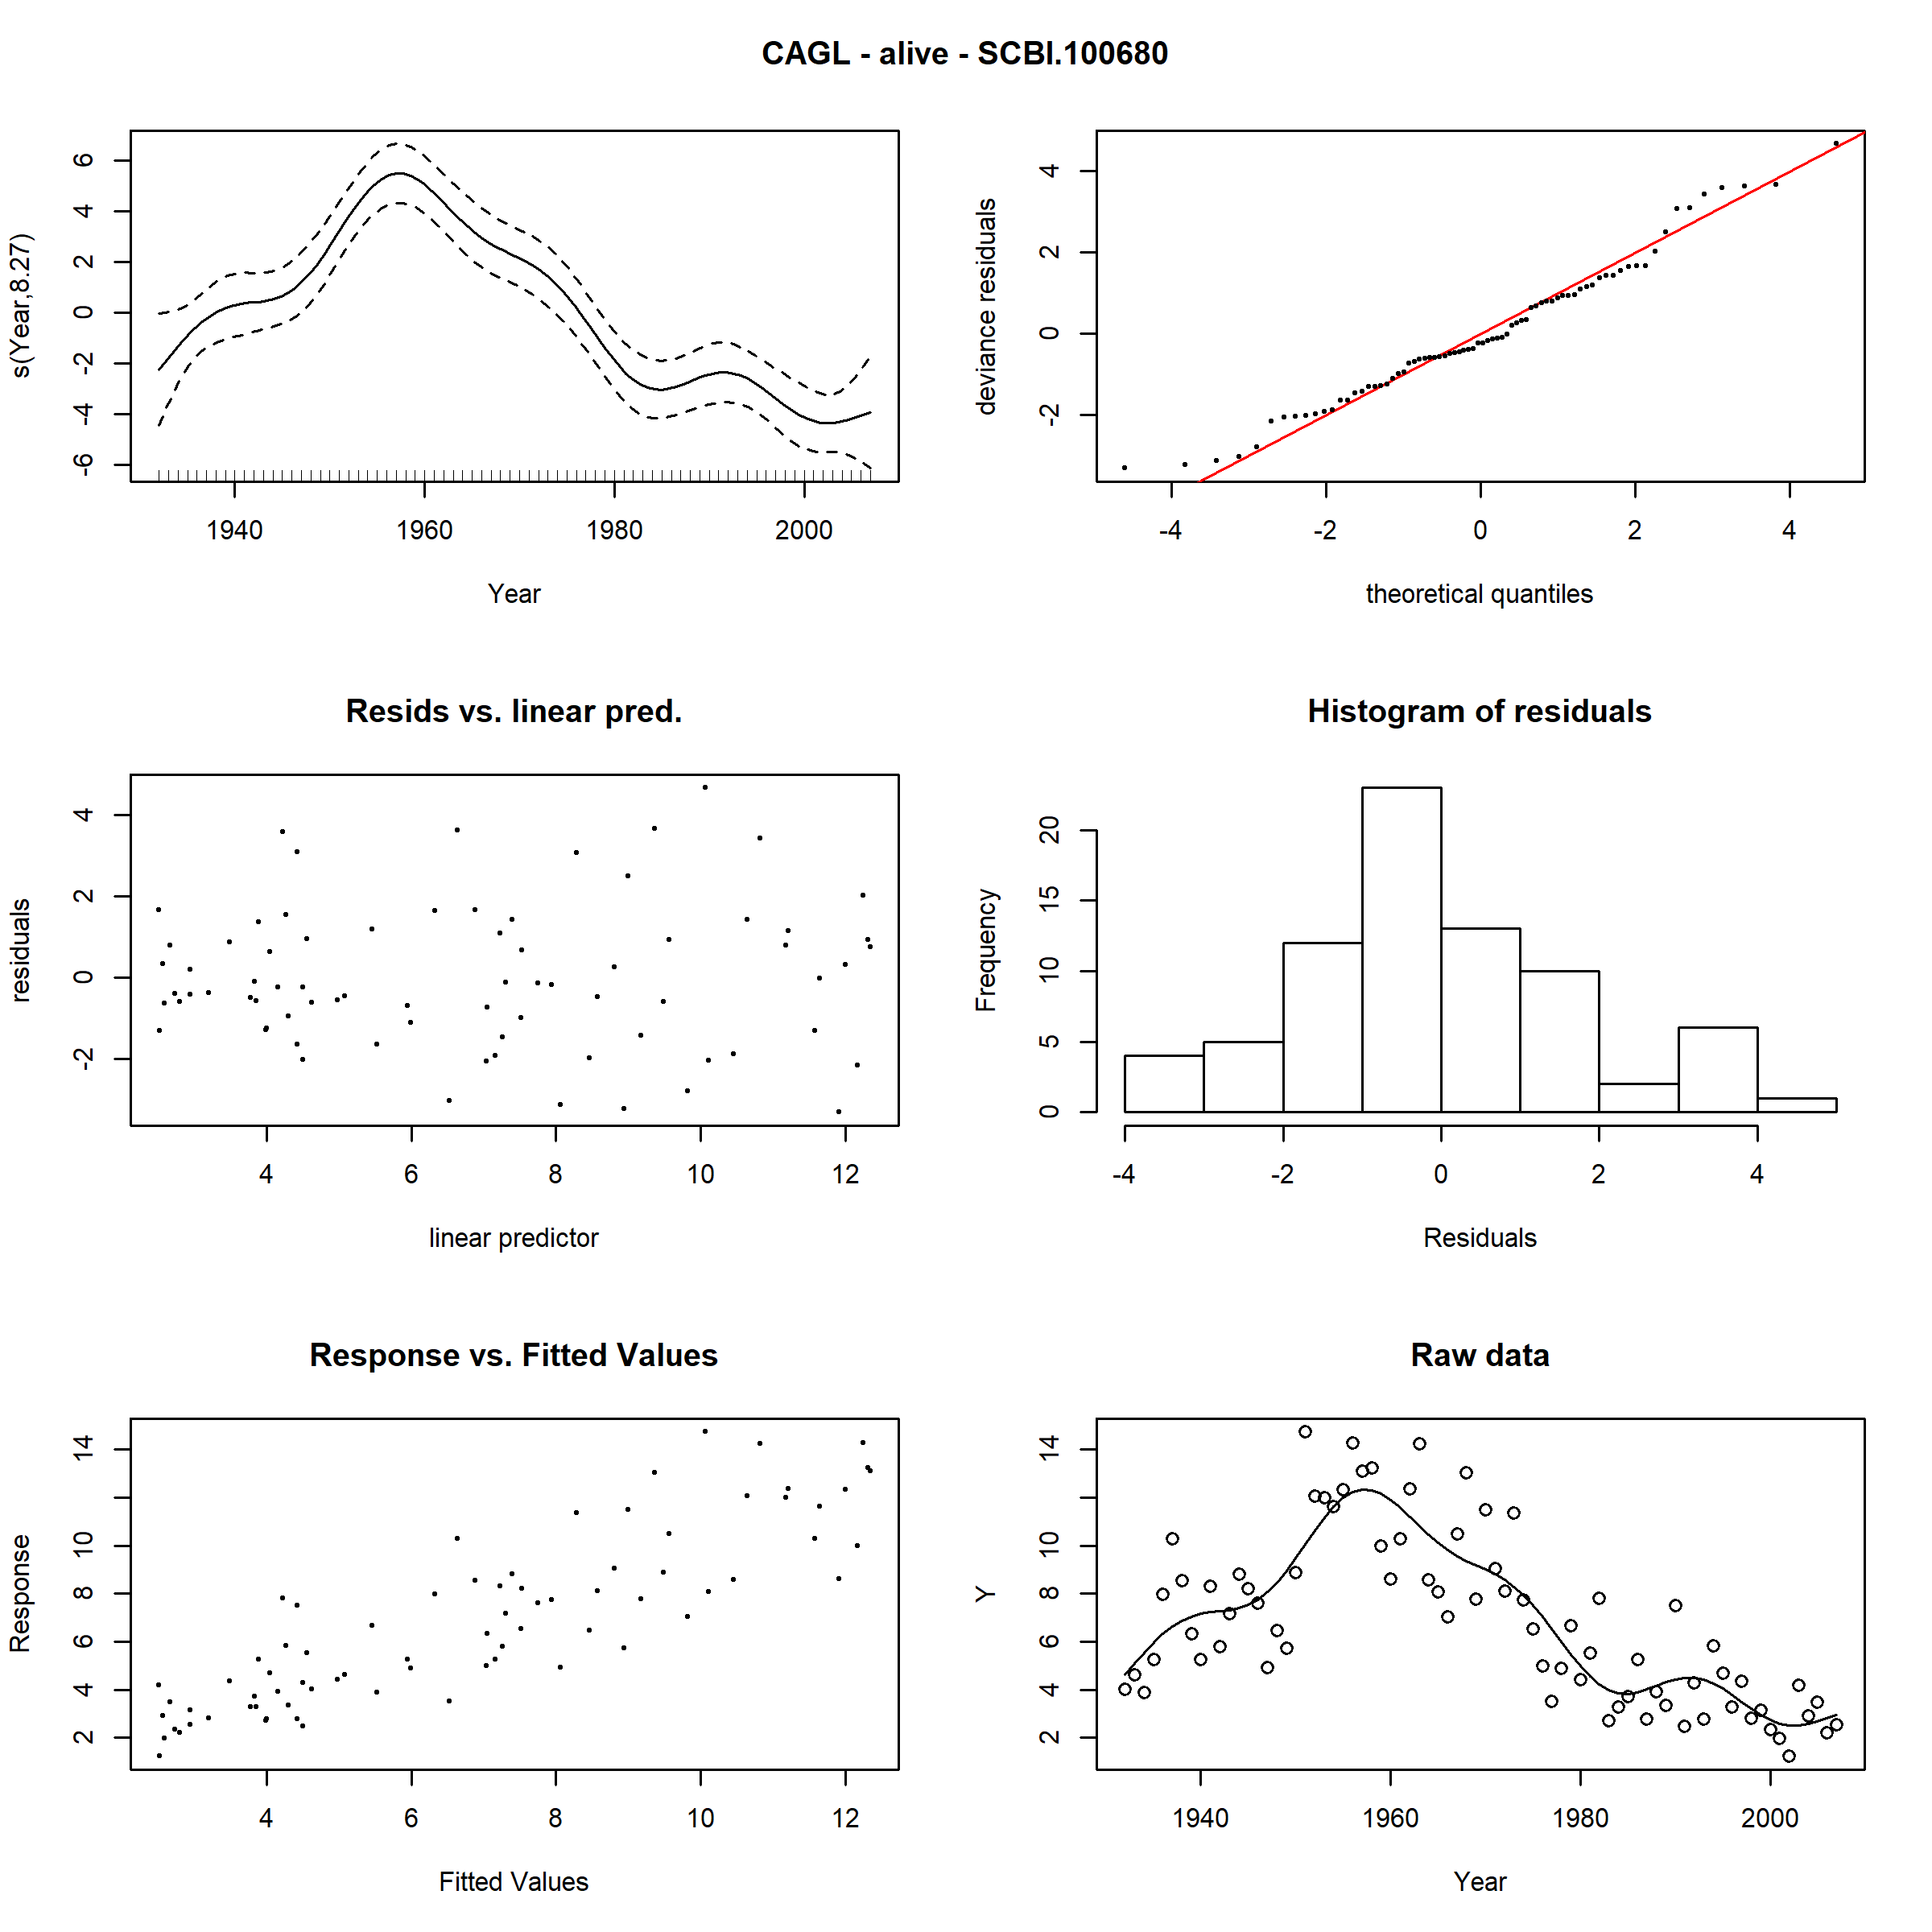 CAGL - alive - SCBI.100680
s(Year,8.27)
6
4
2
0
-2
-4
-6
1940 1960 1980 2000
Year
deviance residuals
4
2
0
-2
-4 -2 0 2 4
theoretical quantiles
Resids vs. linear pred.
residuals
4
2
0
-2
4 6 8 10 12
linear predictor
Histogram of residuals
Frequency
20
15
10
5
0
-4 -2 0 2 4
Residuals
Response vs. Fitted Values
Response
14
10
8
6
4
2
4 6 8 10 12
Fitted Values
Raw data
Y
14
10
8
6
4
2
1940 1960 1980 2000
Year